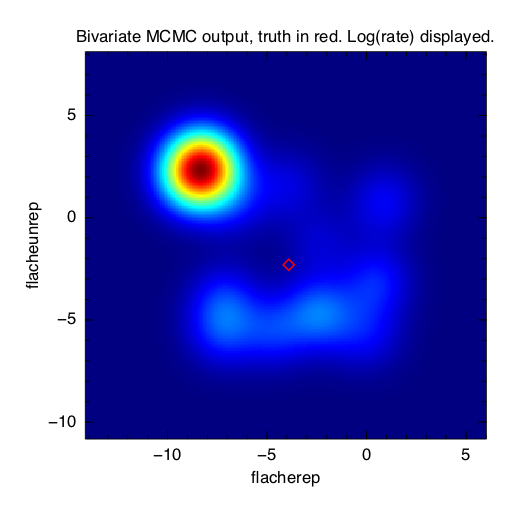 Bivariate MCMC output, truth in red. Log(rate) displayed.
5
0
−5
−10
flacheunrep
−10 −5 0 5
flacherep